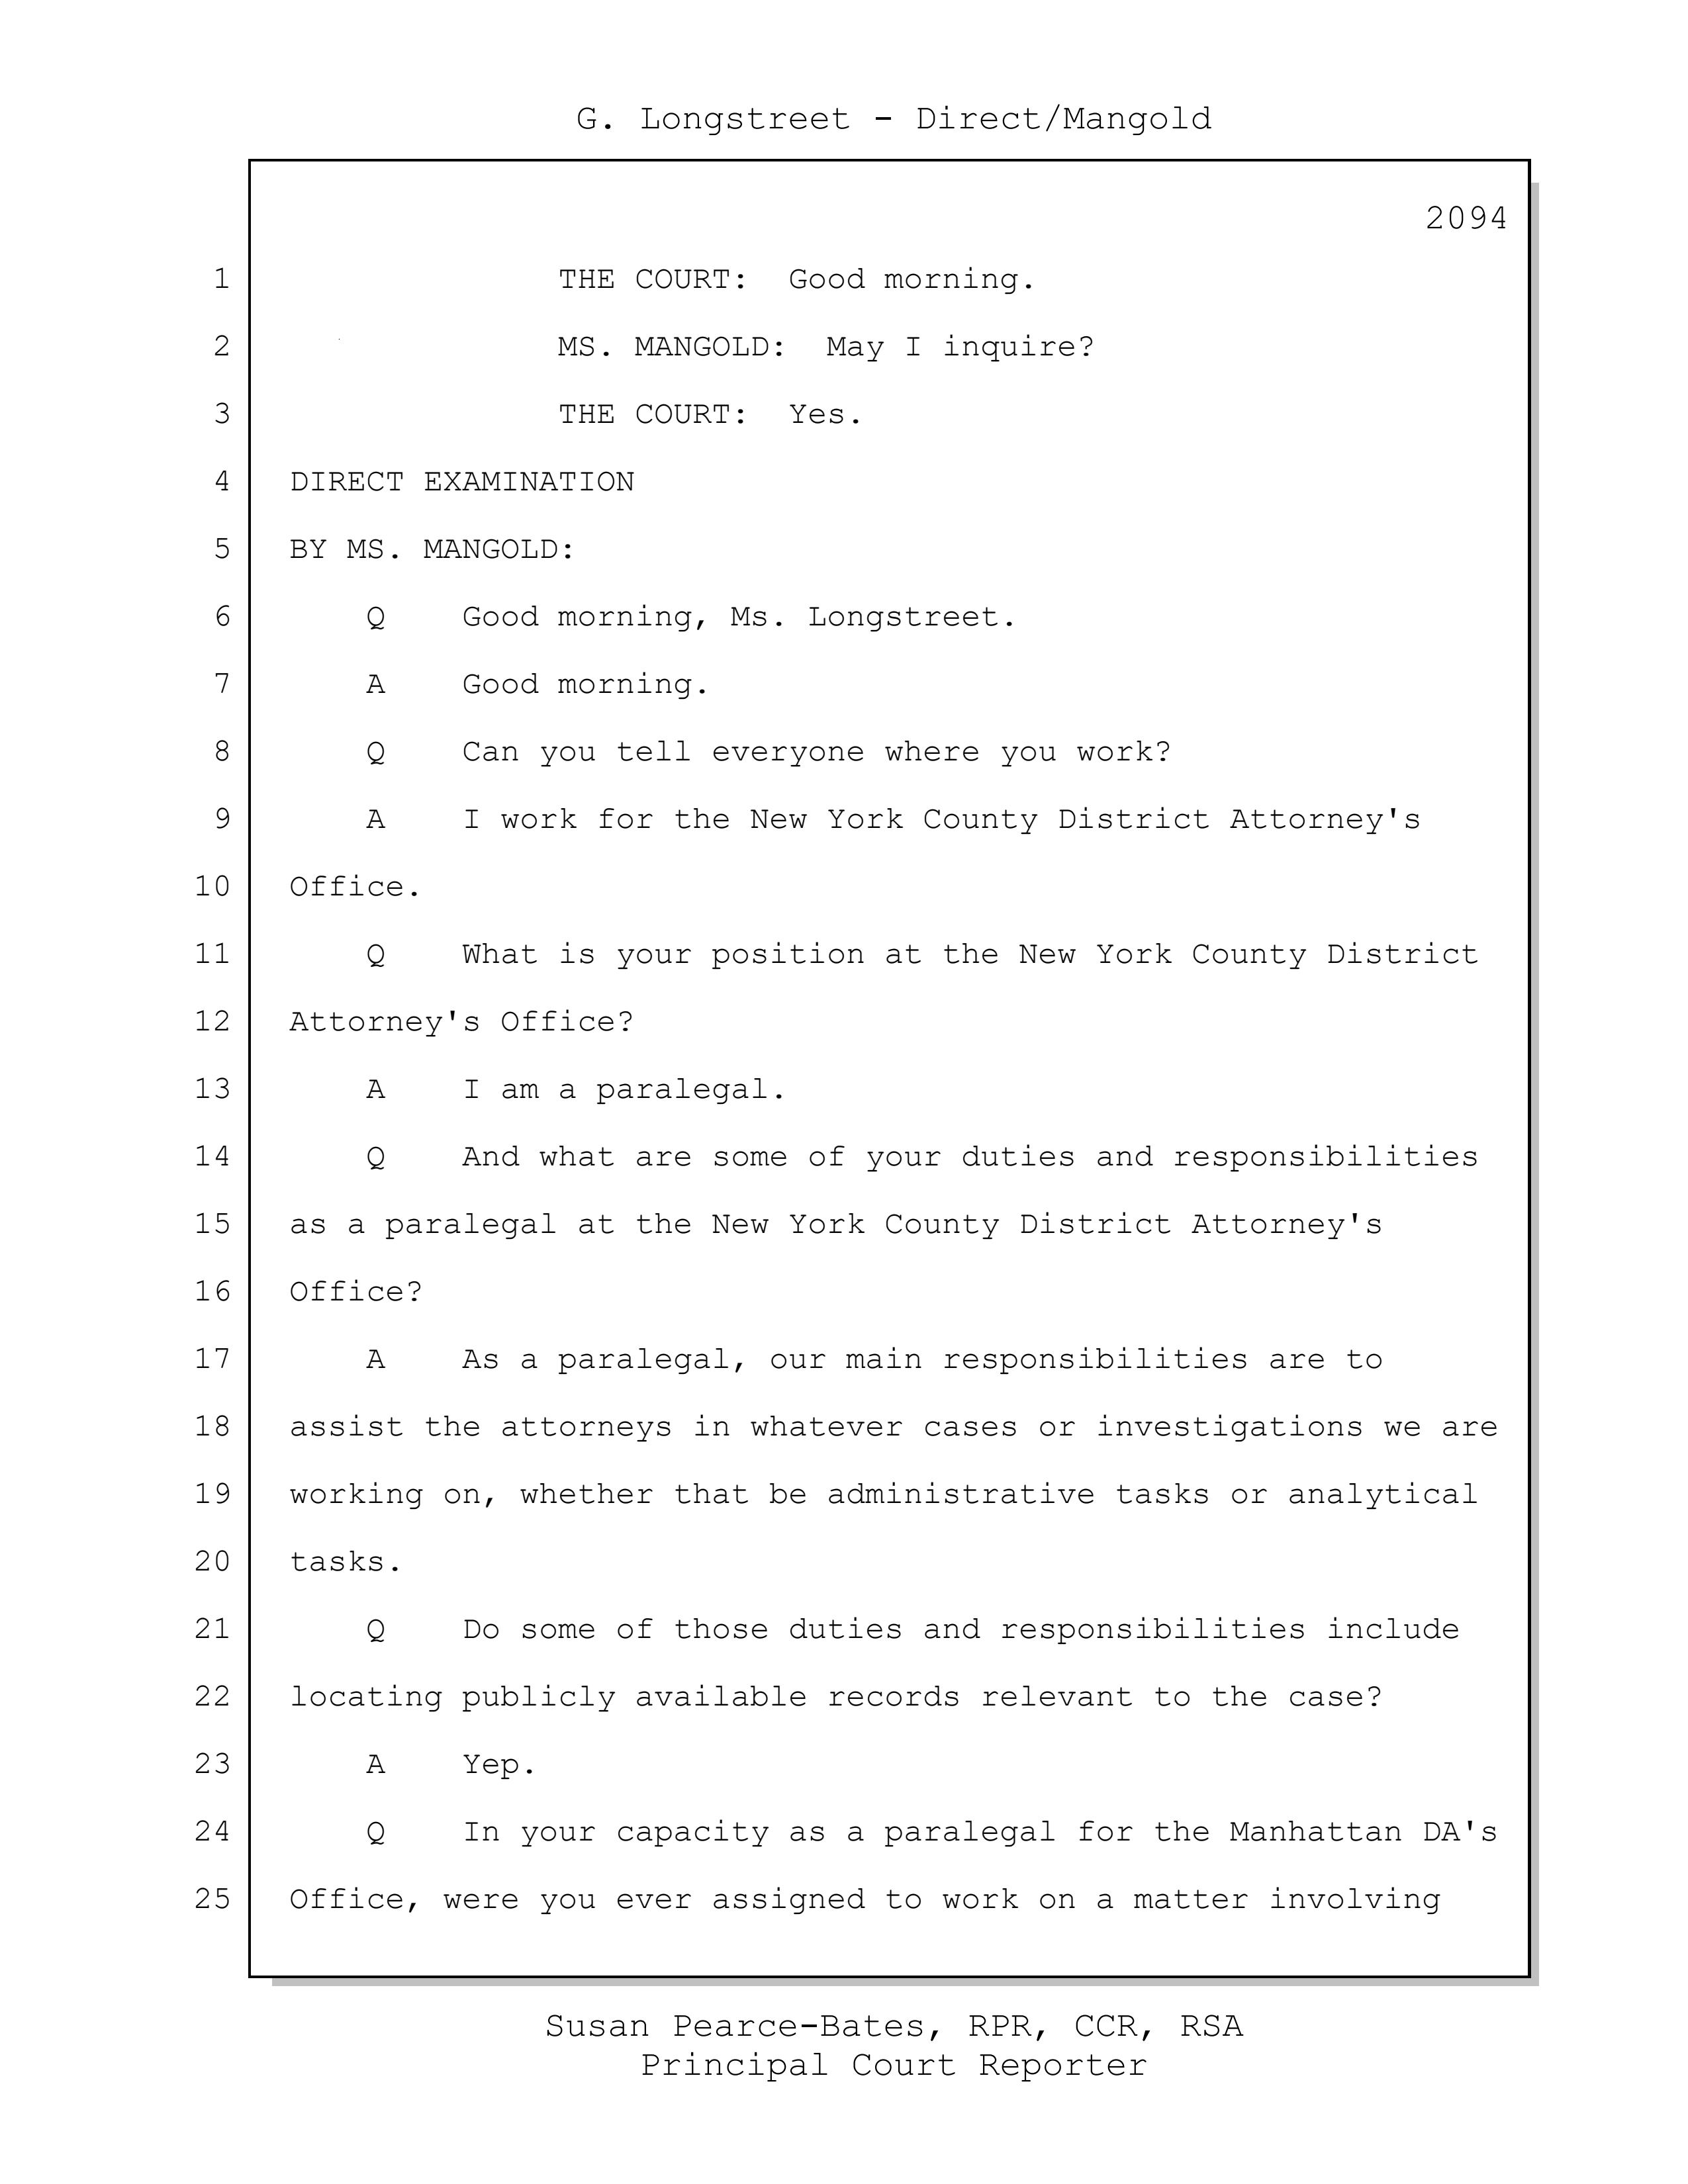 G. Longstreet - Direct/Mangold
2094
1 THE COURT: Good morning.
2 MS. MANGOLD: May I inquire?
3 THE COURT: Yes.
4 DIRECT EXAMINATION
5 BY MS. MANGOLD:
6 Q Good morning, Ms. Longstreet.
7 A Good morning.
8 Q Can you tell everyone where you work?
9 A I work for the New York County District Attorney's
10 Office.
11 Q What is your position at the New York County District
12 Attorney's Office?
13 A I am a paralegal.
14 Q And what are some of your duties and responsibilities
15 as a paralegal at the New York County District Attorney's
16 Office?
17 A As a paralegal, our main responsibilities are to
18 assist the attorneys in whatever cases or investigations we are
19 working on, whether that be administrative tasks or analytical
20 tasks.
21 Q Do some of those duties and responsibilities include
22 locating publicly available records relevant to the case?
23 A Yep.
24 Q In your capacity as a paralegal for the Manhattan DA's
25 Office, were you ever assigned to work on a matter involving
Susan Pearce-Bates, RPR, CCR, RSA
Principal Court Reporter